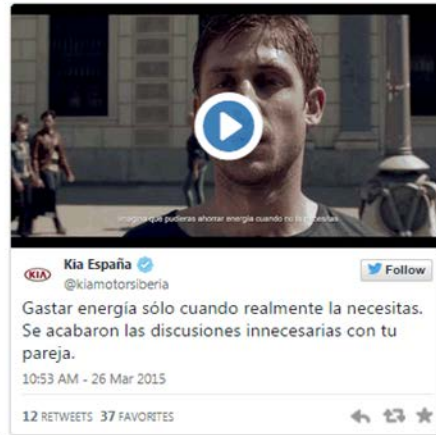 imagina que pudieras ahorrar energía cuando no la necesitas
KIA
Kia España
@kiamotorsiberia
Follow
Gastar energía sólo cuando realmente la necesitas.
Se acabaron las discusiones innecesarias con tu
pareja.
10:53 AM - 26 Mar 2015
12 RETWEETS 37 FAVORITES